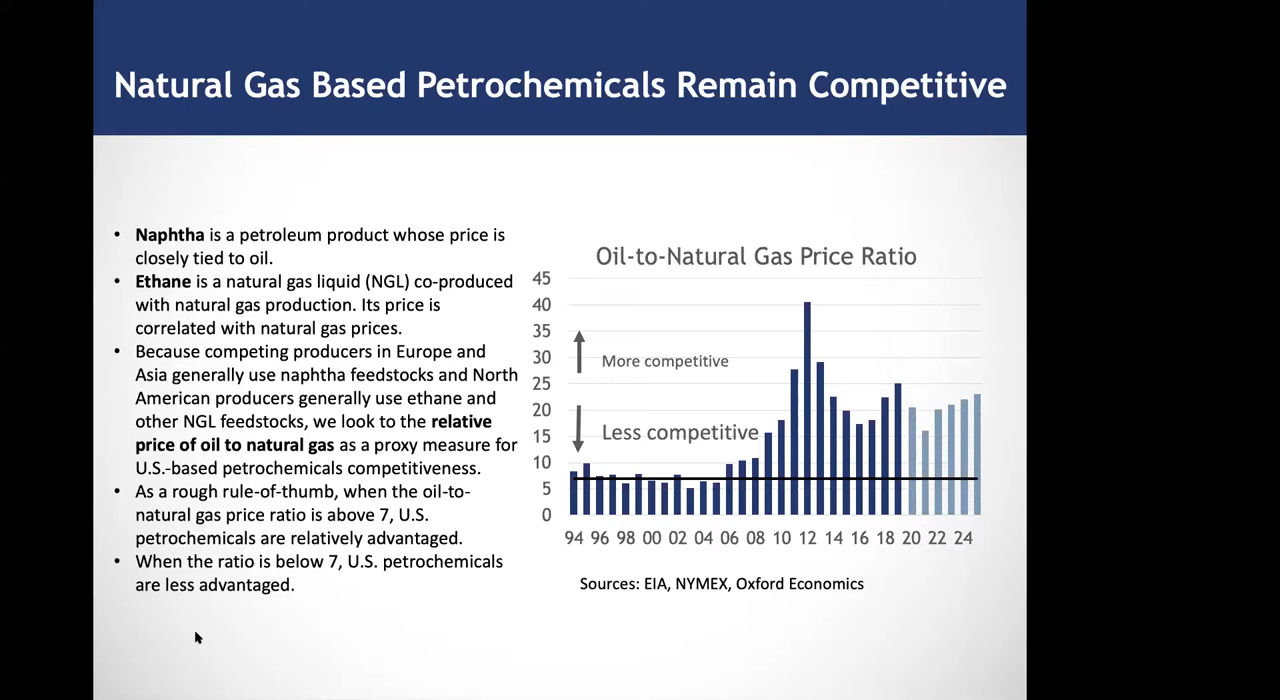 Natural Gas Based Petrochemicals Remain Competitive
• Naphtha is a petroleum product whose price is
closely tied to oil.
• Ethane is a natural gas liquid (NGL) co-produced
with natural gas production. Its price is
correlated with natural gas prices.
• Because competing producers in Europe and
Asia generally use naphtha feedstocks and North
American producers generally use ethane and
other NGL feedstocks, we look to the relative
price of oil to natural gas as a proxy measure for
U.S.-based petrochemicals competitiveness.
• As a rough rule-of-thumb, when the oil-to-
natural gas price ratio is above 7, U.S.
petrochemicals are relatively advantaged.
• When the ratio is below 7, U.S. petrochemicals
are less advantaged.
Oil-to-Natural Gas Price Ratio
45
40
35
30
25
20
15
10
5
0
More competitive
Less competitive
94 96 98 00 02 04 06 08 10 12 14 16 18 20 22 24
Sources: EIA, NYMEX, Oxford Economics